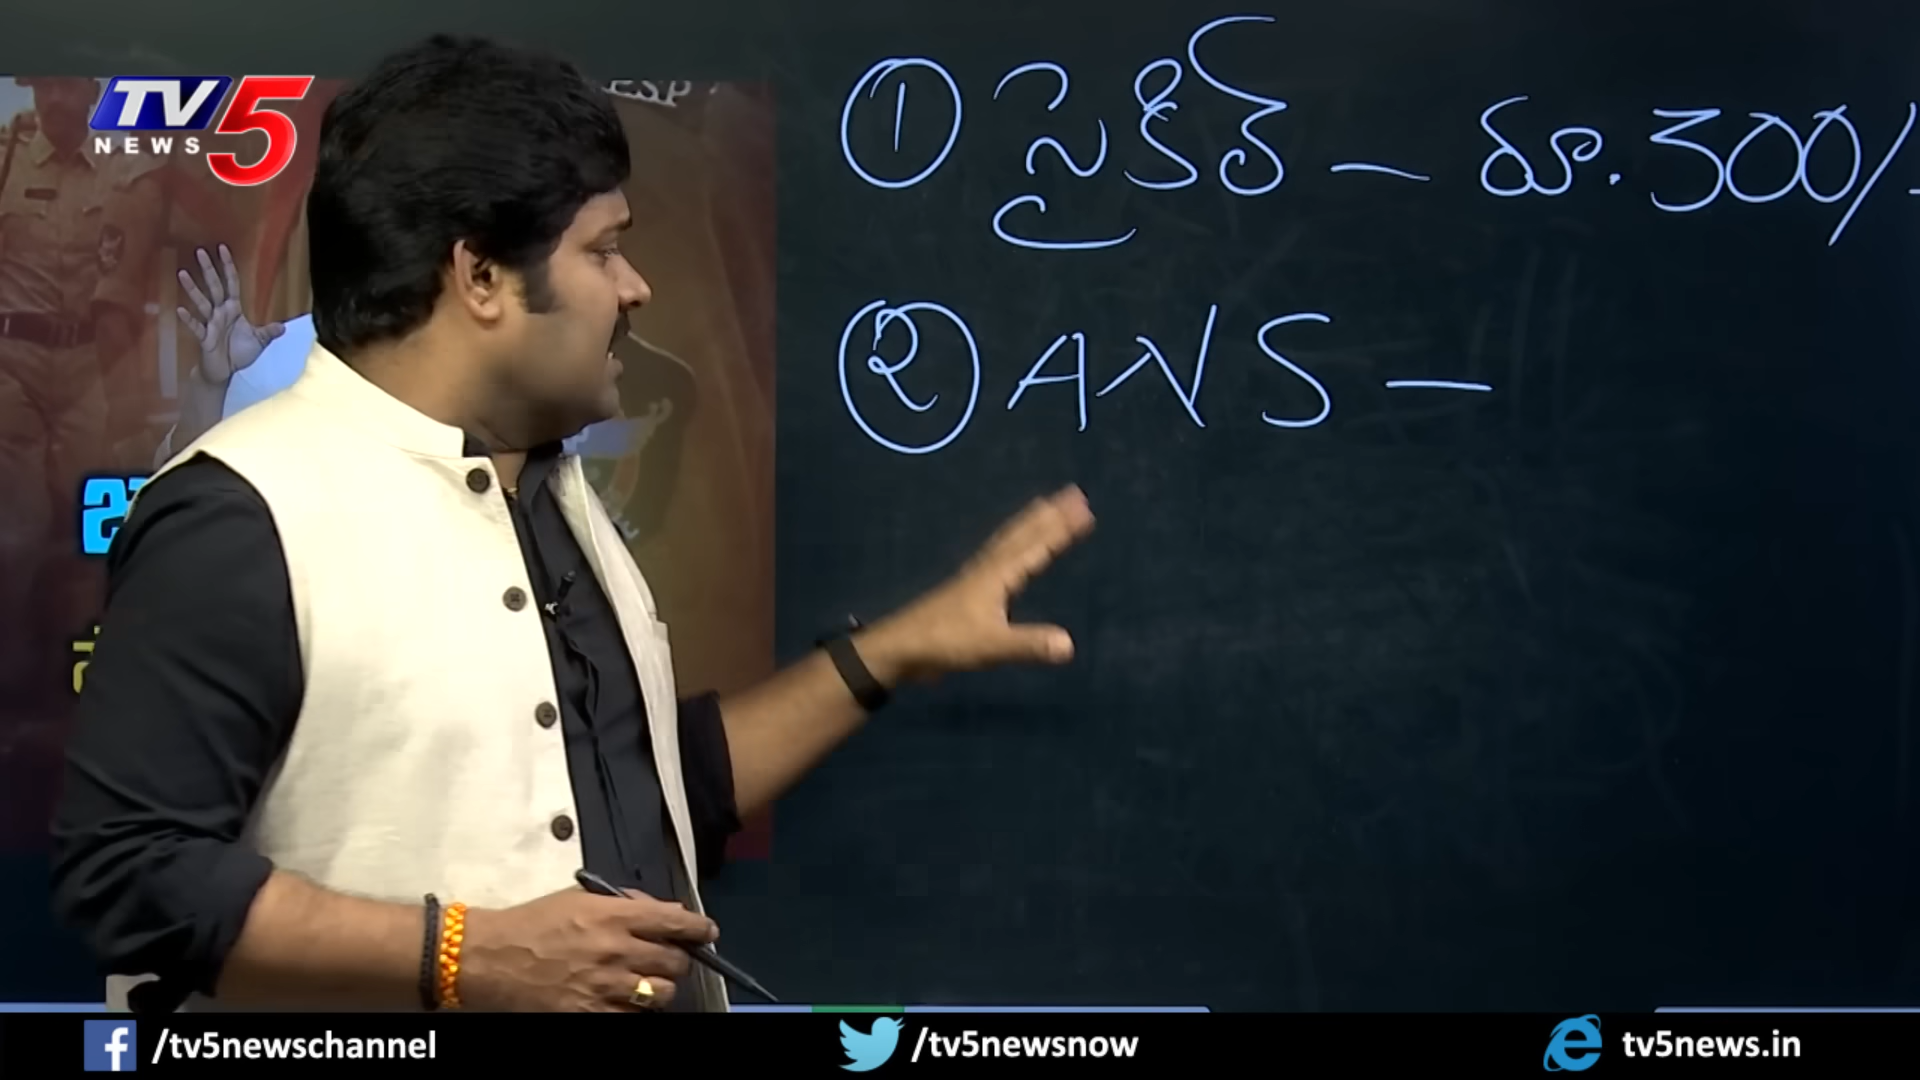 TV5
NEWS
① సైకిల్ - రూ. 300/-
② ANS -
/tv5newschannel
/tv5newsnow
tv5news.in